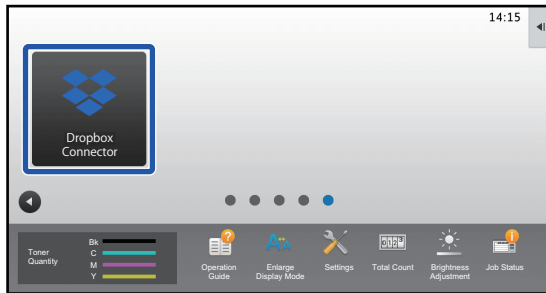 14:15
Dropbox
Connector
Toner
Quantity
Bk
C
M
Y
Operation
Guide
Enlarge
Display Mode
Settings
Total Count
Brightness
Adjustment
Job Status